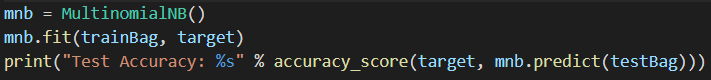 mnb = MultinomialNB()
mnb.fit(trainBag, target)
print("Test Accuracy: %s" % accuracy_score(target, mnb.predict(testBag)))